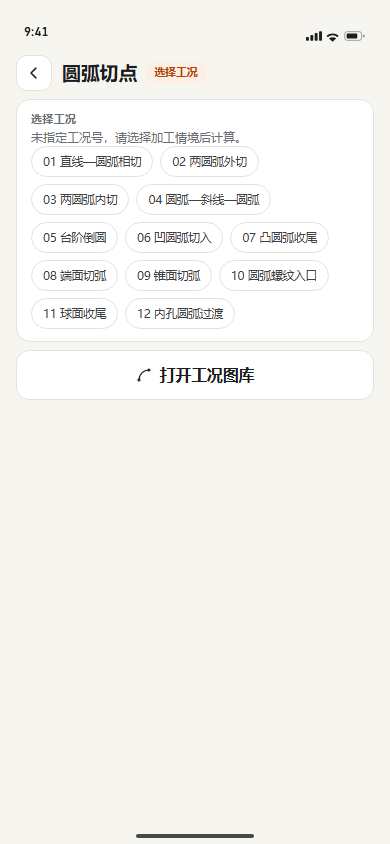 9:41
圆弧切点 选择工况
选择工况
未指定工况号，请选择加工情境后计算。
01 直线—圆弧相切 02 两圆弧外切
03 两圆弧内切 04 圆弧—斜线—圆弧
05 台阶倒圆 06 凹圆弧切入 07 凸圆弧收尾
08 端面切弧 09 锥面切弧 10 圆弧螺纹入口
11 球面收尾 12 内孔圆弧过渡
打开工况图库